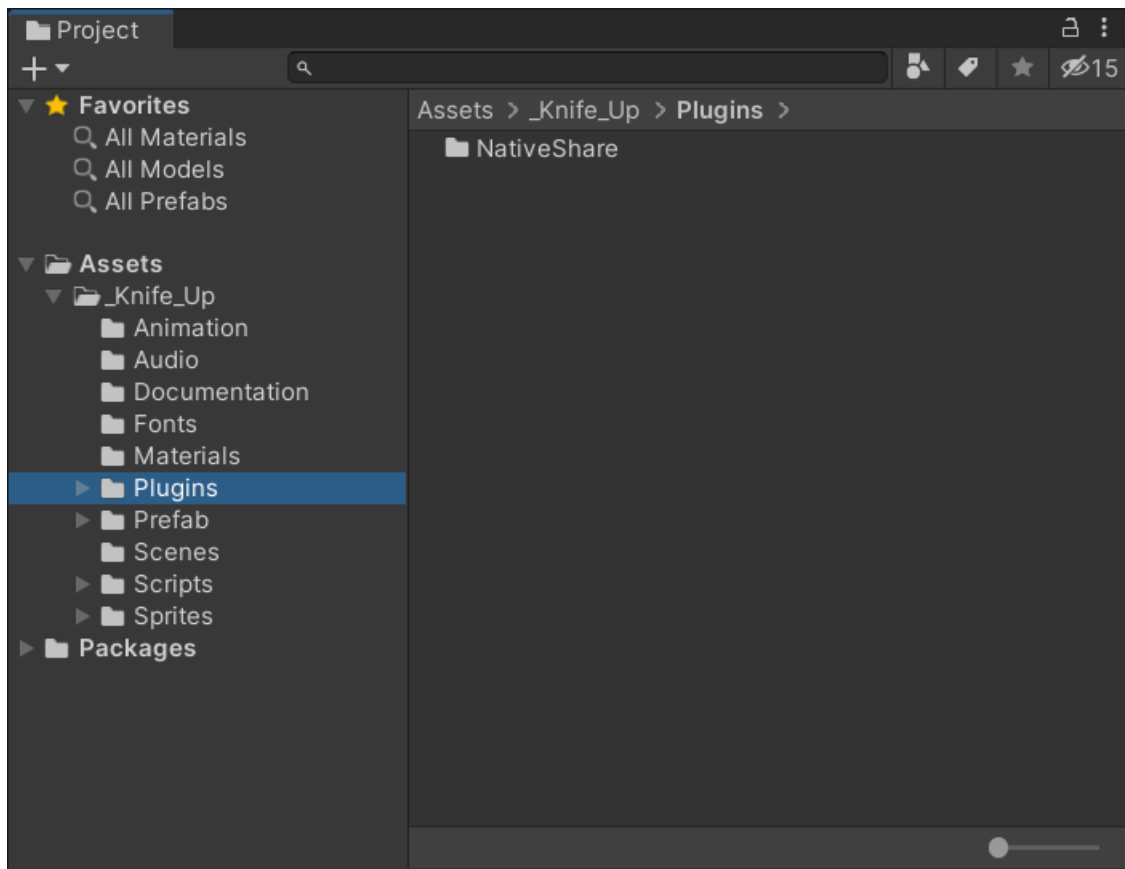 Project
15
Favorites
All Materials
All Models
All Prefabs
Assets
_Knife_Up
Animation
Audio
Documentation
Fonts
Materials
Plugins
Prefab
Scenes
Scripts
Sprites
Packages
Assets > _Knife_Up > Plugins >
NativeShare